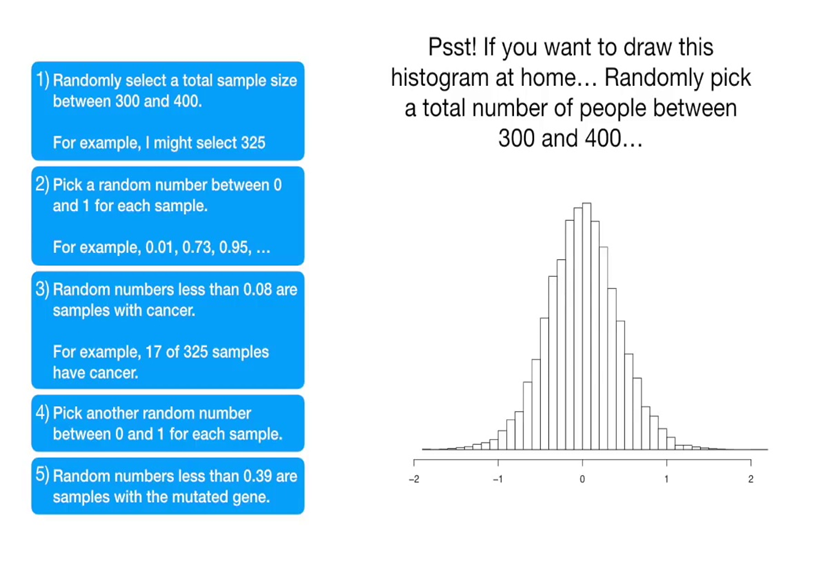 Psst! If you want to draw this
histogram at home... Randomly pick
a total number of people between
300 and 400...
1) Randomly select a total sample size
between 300 and 400.
For example, I might select 325
2) Pick a random number between 0
and 1 for each sample.
For example, 0.01, 0.73, 0.95, ...
3) Random numbers less than 0.08 are
samples with cancer.
For example, 17 of 325 samples
have cancer.
4) Pick another random number
between 0 and 1 for each sample.
5) Random numbers less than 0.39 are
samples with the mutated gene.
−2 −1 0 1 2